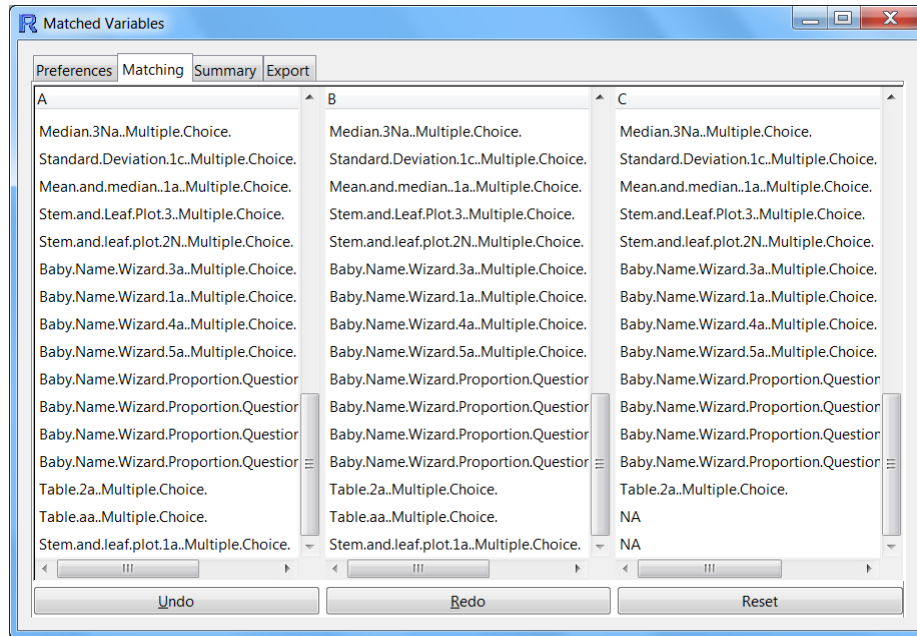 Matched Variables
Preferences Matching Summary Export
A B C
Median.3Na..Multiple.Choice. Median.3Na..Multiple.Choice. Median.3Na..Multiple.Choice.
Standard.Deviation.1c..Multiple.Choice. Standard.Deviation.1c..Multiple.Choice. Standard.Deviation.1c..Multiple.Choice.
Mean.and.median..1a..Multiple.Choice. Mean.and.median..1a..Multiple.Choice. Mean.and.median..1a..Multiple.Choice.
Stem.and.Leaf.Plot.3..Multiple.Choice. Stem.and.Leaf.Plot.3..Multiple.Choice. Stem.and.Leaf.Plot.3..Multiple.Choice.
Stem.and.leaf.plot.2N..Multiple.Choice. Stem.and.leaf.plot.2N..Multiple.Choice. Stem.and.leaf.plot.2N..Multiple.Choice.
Baby.Name.Wizard.3a..Multiple.Choice. Baby.Name.Wizard.3a..Multiple.Choice. Baby.Name.Wizard.3a..Multiple.Choice.
Baby.Name.Wizard.1a..Multiple.Choice. Baby.Name.Wizard.1a..Multiple.Choice. Baby.Name.Wizard.1a..Multiple.Choice.
Baby.Name.Wizard.4a..Multiple.Choice. Baby.Name.Wizard.4a..Multiple.Choice. Baby.Name.Wizard.4a..Multiple.Choice.
Baby.Name.Wizard.5a..Multiple.Choice. Baby.Name.Wizard.5a..Multiple.Choice. Baby.Name.Wizard.5a..Multiple.Choice.
Baby.Name.Wizard.Proportion.Question Baby.Name.Wizard.Proportion.Question Baby.Name.Wizard.Proportion.Question
Baby.Name.Wizard.Proportion.Question Baby.Name.Wizard.Proportion.Question Baby.Name.Wizard.Proportion.Question
Baby.Name.Wizard.Proportion.Question Baby.Name.Wizard.Proportion.Question Baby.Name.Wizard.Proportion.Question
Baby.Name.Wizard.Proportion.Question Baby.Name.Wizard.Proportion.Question Baby.Name.Wizard.Proportion.Question
Table.2a..Multiple.Choice. Table.2a..Multiple.Choice. Table.2a..Multiple.Choice.
Table.aa..Multiple.Choice. Table.aa..Multiple.Choice. NA
Stem.and.leaf.plot.1a..Multiple.Choice. Stem.and.leaf.plot.1a..Multiple.Choice. NA
Undo Redo Reset